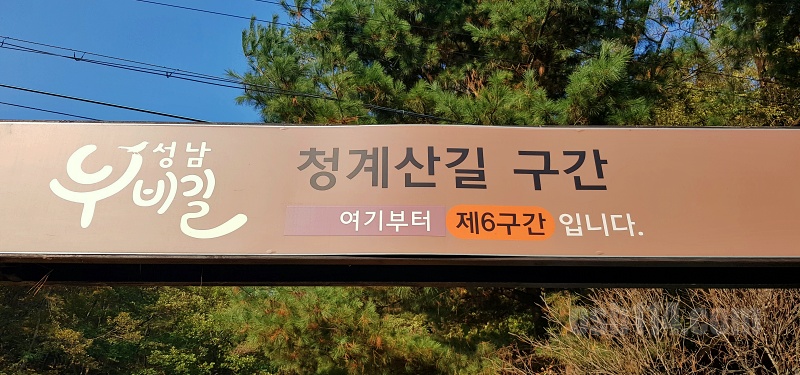 성남
누비길
청계산길 구간
여기부터 제6구간 입니다.